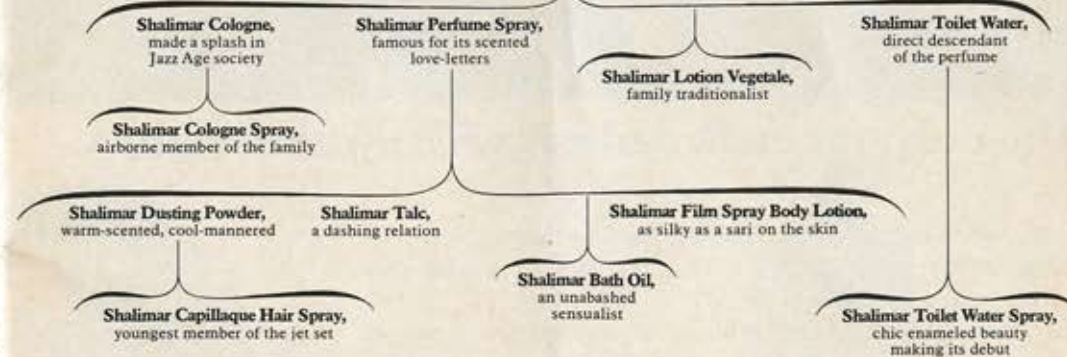 Shalimar Cologne,
made a splash in
Jazz Age society
Shalimar Perfume Spray,
famous for its scented
love-letters
Shalimar Lotion Vegetale,
family traditionalist
Shalimar Toilet Water,
direct descendant
of the perfume
Shalimar Cologne Spray,
airborne member of the family
Shalimar Dusting Powder,
warm-scented, cool-mannered
Shalimar Talc,
a dashing relation
Shalimar Film Spray Body Lotion,
as silky as a sari on the skin
Shalimar Bath Oil,
an unabashed
sensualist
Shalimar Capillaque Hair Spray,
youngest member of the jet set
Shalimar Toilet Water Spray,
chic enameled beauty
making its debut